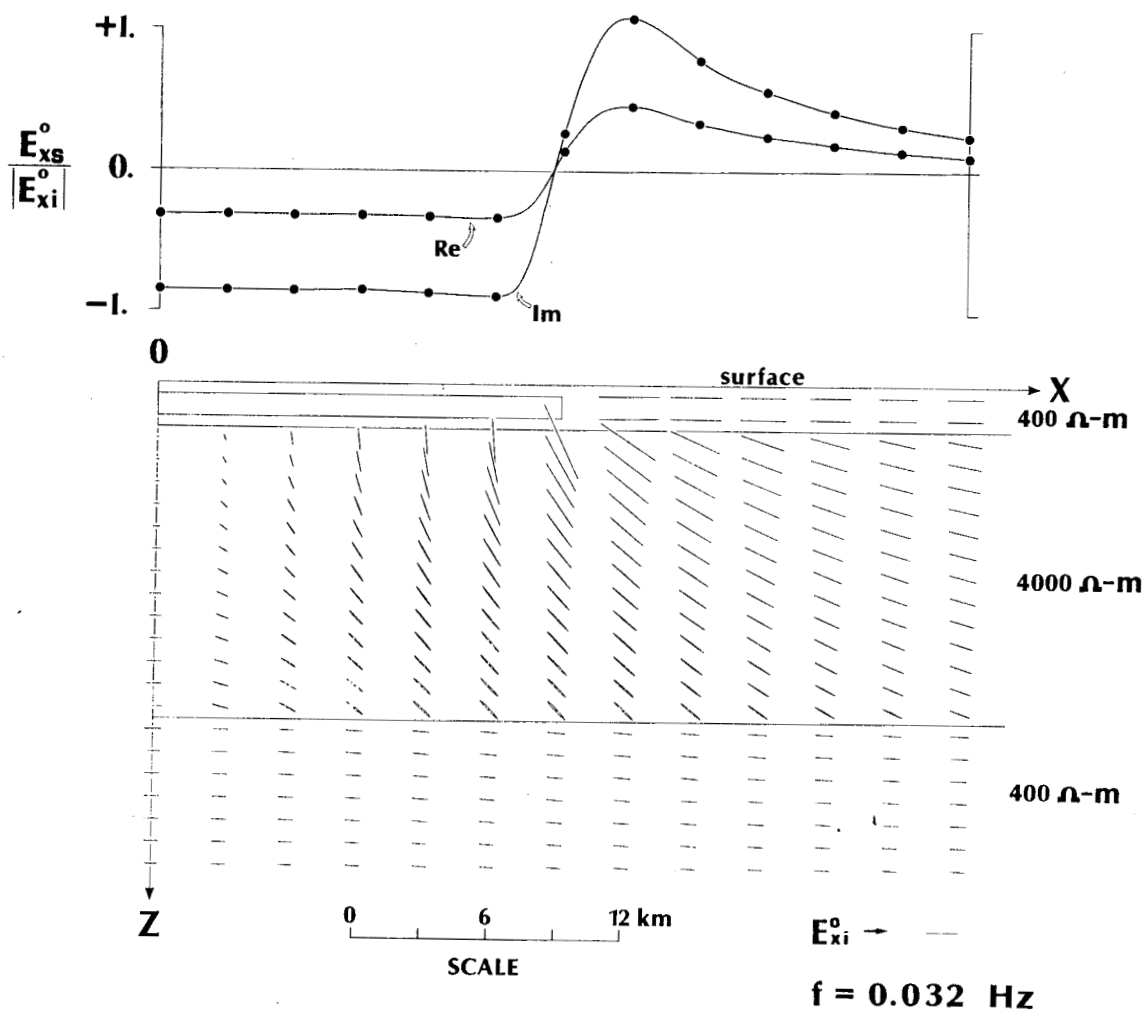 +1.
E°xs
|E°xi|
0.
−1.
Re
Im
0
surface
X
400 Ω-m
4000 Ω-m
400 Ω-m
Z
0 6 12 km
SCALE
E°xi →
f = 0.032 Hz